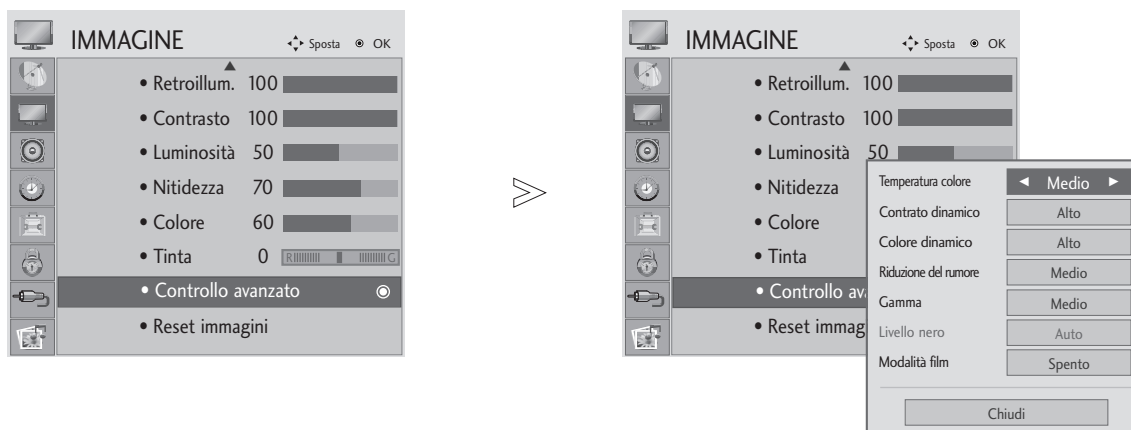 IMMAGINE
Sposta
OK
• Retroillum. 100
• Contrasto 100
• Luminosità 50
• Nitidezza 70
• Colore 60
• Tinta 0 R G
• Controllo avanzato
• Reset immagini
>
IMMAGINE
Sposta
OK
• Retroillum. 100
• Contrasto 100
• Luminosità 50
• Nitidezza
• Colore
• Tinta
• Controllo av
• Reset immag
Temperatura colore ◄ Medio ►
Contrato dinamico Alto
Colore dinamico Alto
Riduzione del rumore Medio
Gamma Medio
Livello nero Auto
Modalità film Spento
Chiudi